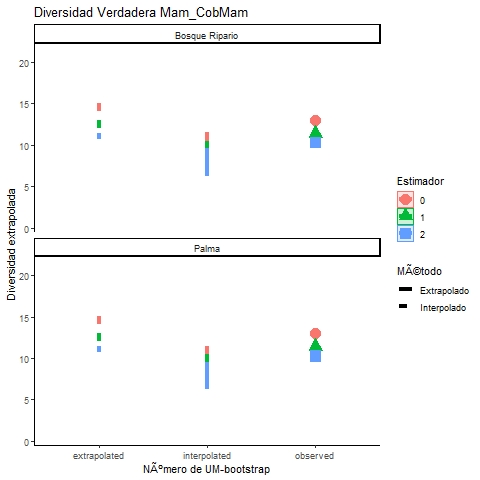 Diversidad Verdadera Mam_CobMam
Bosque Ripario
20
15
10
5
0
Palma
20
15
10
5
0
Diversidad extrapolada
extrapolated
interpolated
observed
NÃºmero de UM-bootstrap
Estimador
0
1
2
MÃ©todo
Extrapolado
Interpolado